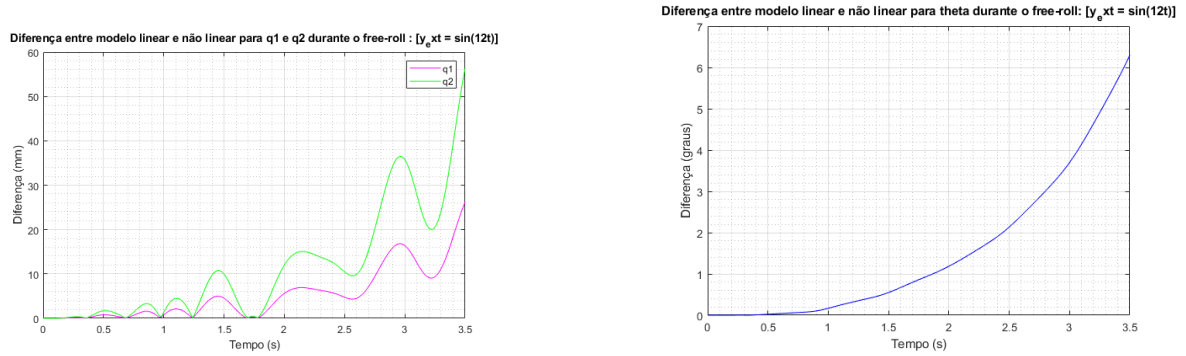 Diferença entre modelo linear e não linear para q1 e q2 durante o free-roll : [y_ext = sin(12t)]
60
50
40
30
20
10
0
Diferença (mm)
q1
q2
0 0.5 1 1.5 2 2.5 3 3.5
Tempo (s)
Diferença entre modelo linear e não linear para theta durante o free-roll: [y_ext = sin(12t)]
7
6
5
4
3
2
1
0
Diferença (graus)
0 0.5 1 1.5 2 2.5 3 3.5
Tempo (s)